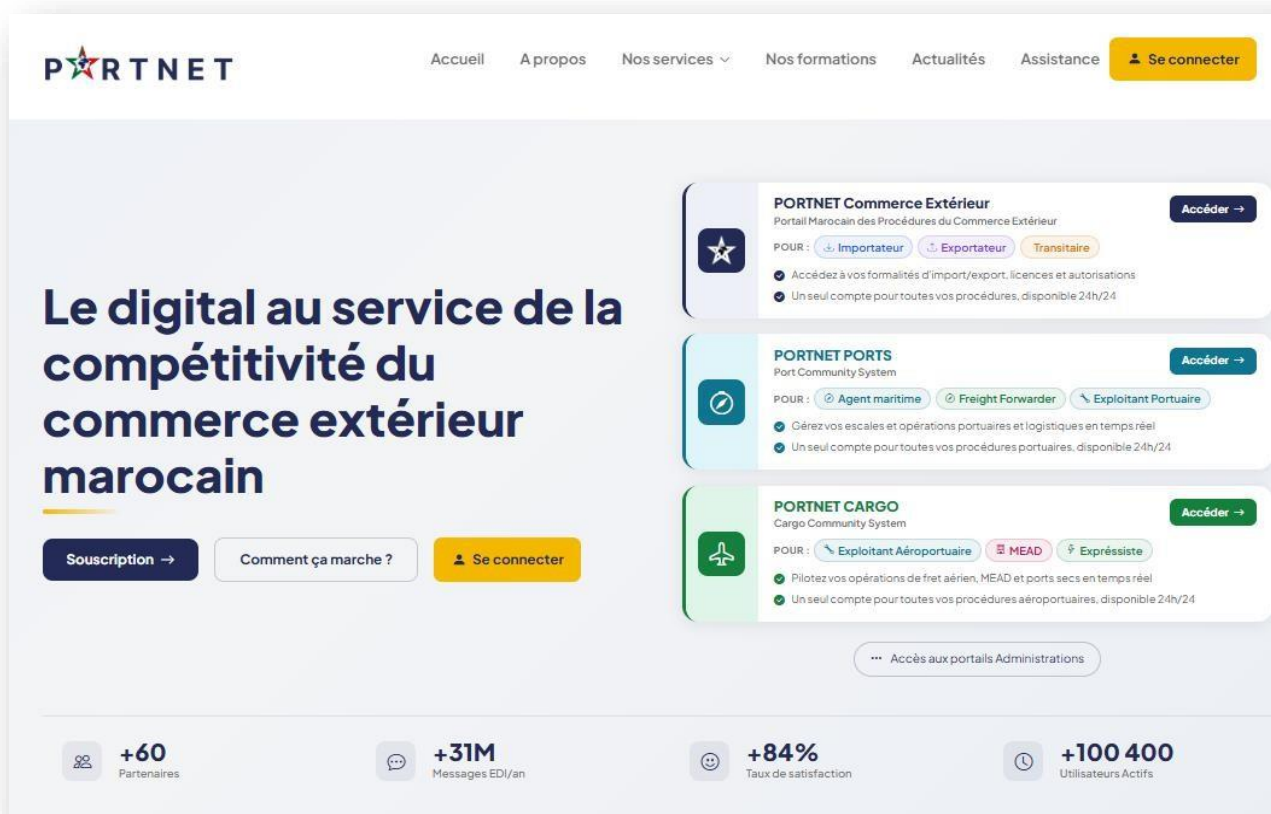 PORTNET
Accueil
A propos
Nos services
Nos formations
Actualités
Assistance
Se connecter
Le digital au service de la
compétitivité du
commerce extérieur
marocain
Souscription →
Comment ça marche ?
Se connecter
PORTNET Commerce Extérieur
Accéder →
Portail Marocain des Procédures du Commerce Extérieur
POUR : Importateur Exportateur Transitaire
Accédez à vos formalités d'import/export, licences et autorisations
Un seul compte pour toutes vos procédures, disponible 24h/24
PORTNET PORTS
Accéder →
Port Community System
POUR : Agent maritime Freight Forwarder Exploitant Portuaire
Gérez vos escales et opérations portuaires et logistiques en temps réel
Un seul compte pour toutes vos procédures portuaires, disponible 24h/24
PORTNET CARGO
Accéder →
Cargo Community System
POUR : Exploitant Aéroportuaire MEAD Expréssiste
Pilotez vos opérations de fret aérien, MEAD et ports secs en temps réel
Un seul compte pour toutes vos procédures aéroportuaires, disponible 24h/24
Accès aux portails Administrations
+60
Partenaires
+31M
Messages EDI/an
+84%
Taux de satisfaction
+100 400
Utilisateurs Actifs